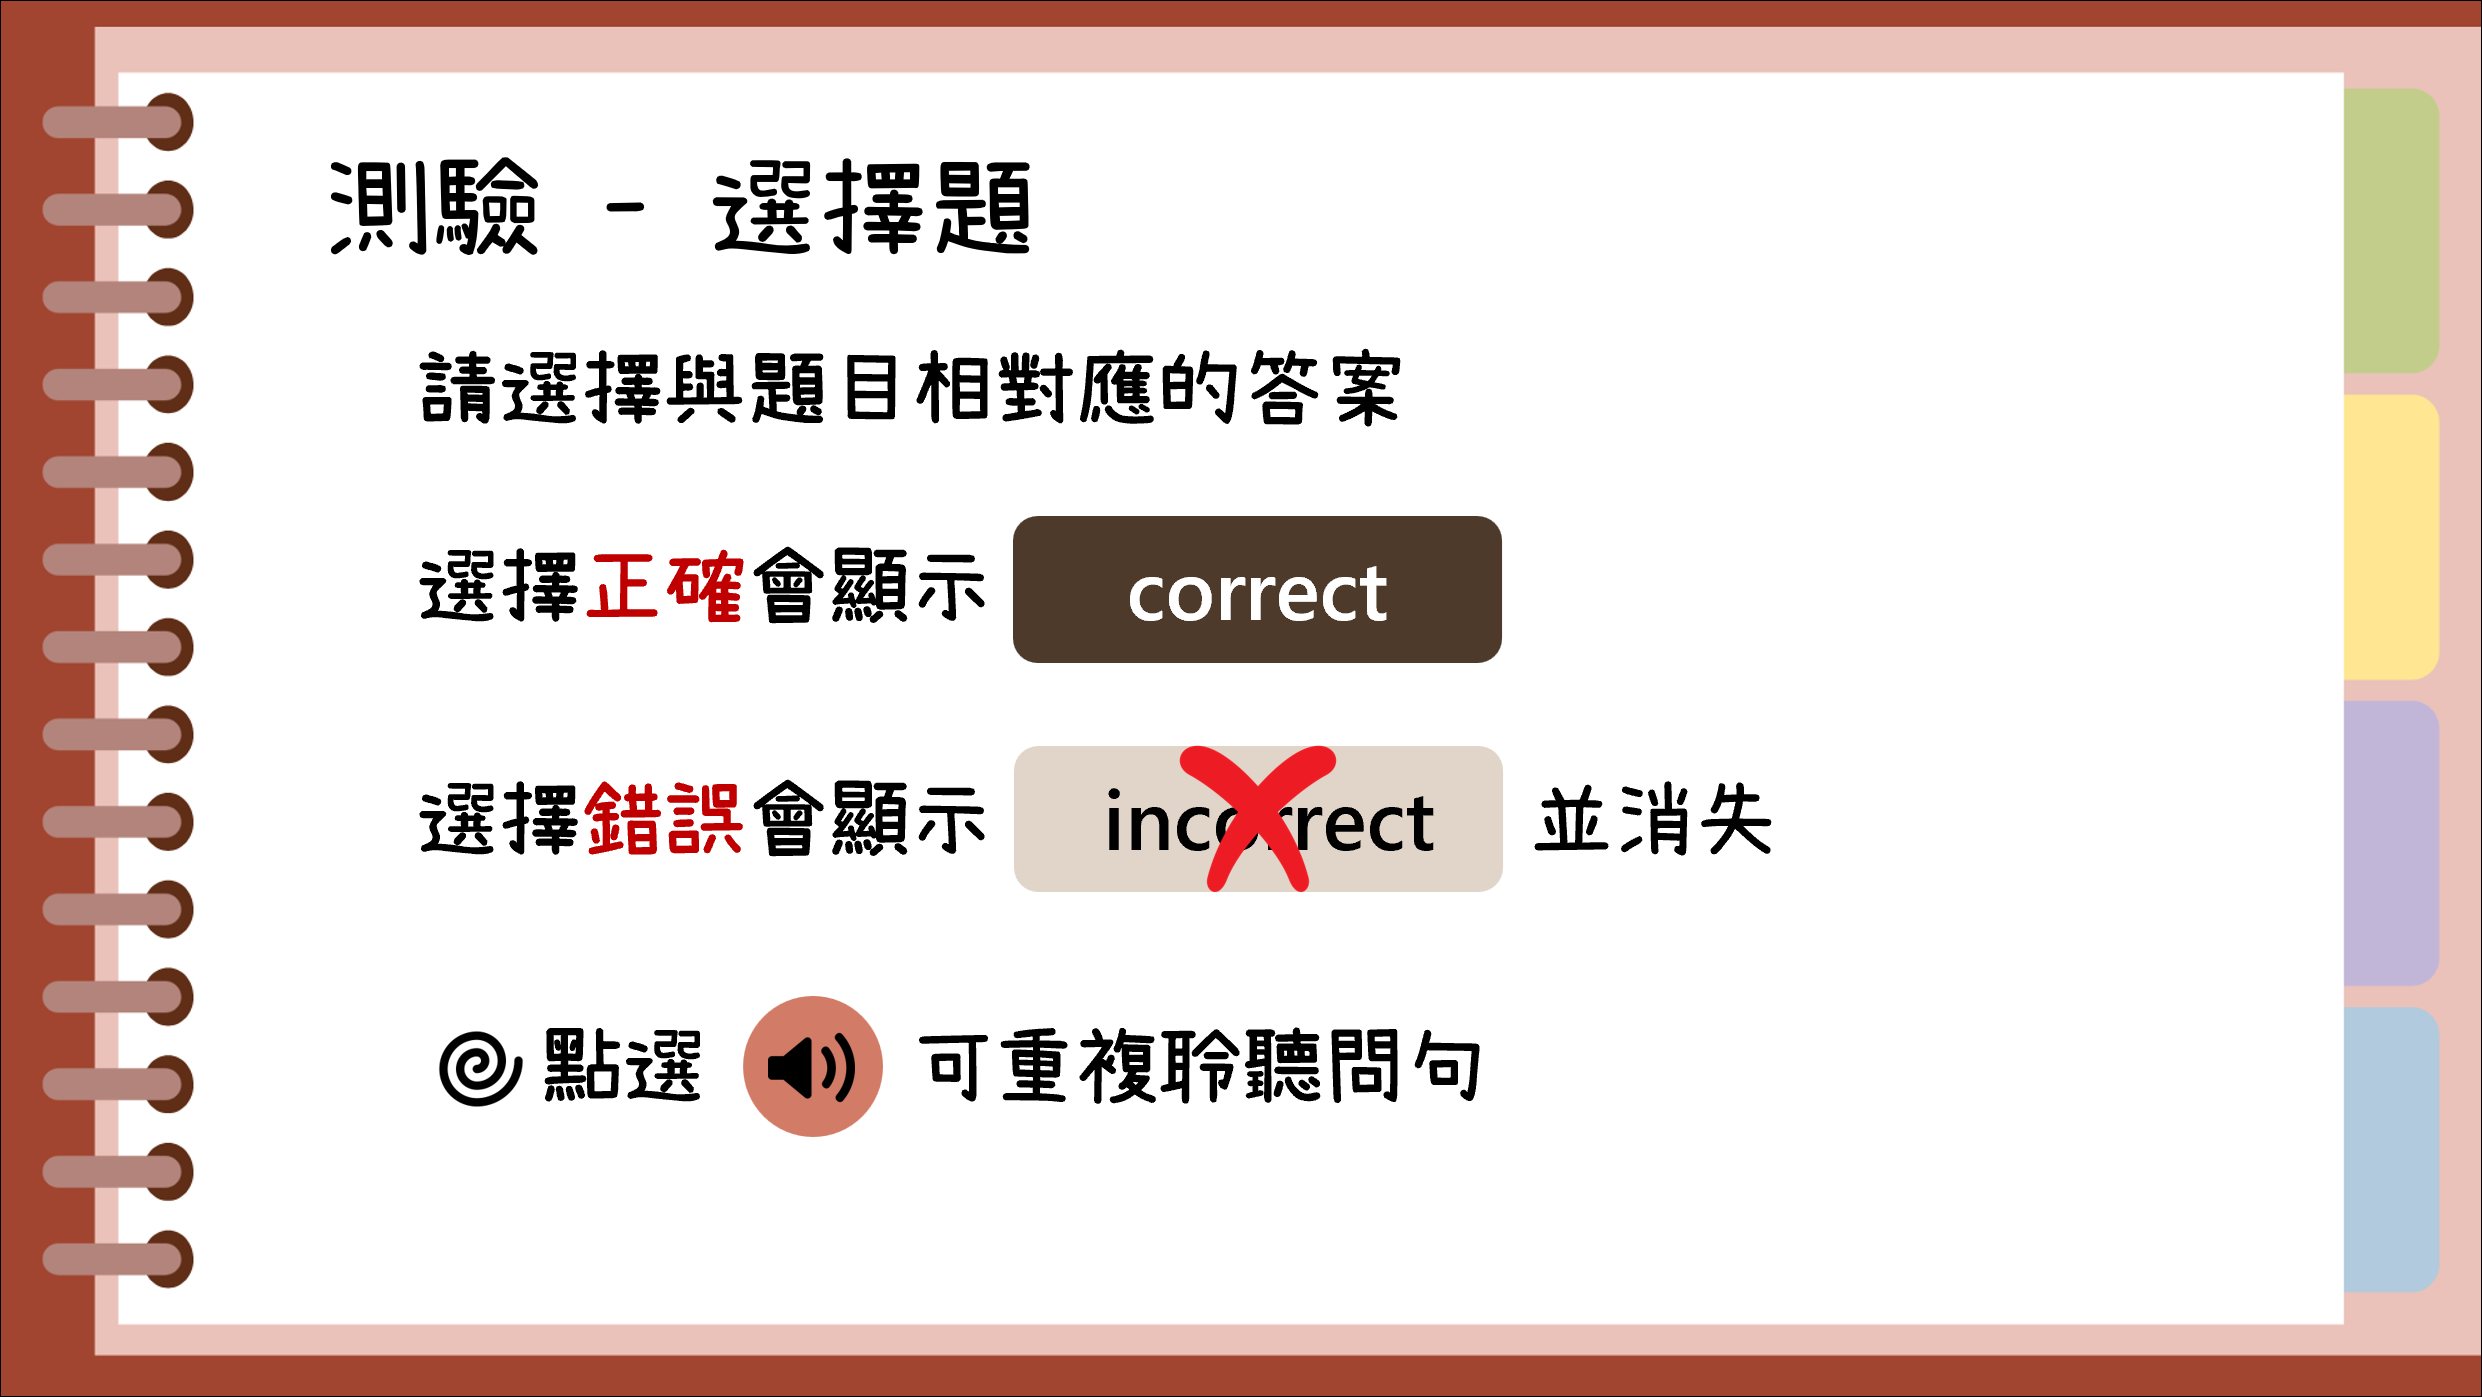 測驗 - 選擇題
請選擇與題目相對應的答案
選擇正確會顯示 correct
選擇錯誤會顯示 incorrect 並消失
點選 可重複聆聽問句